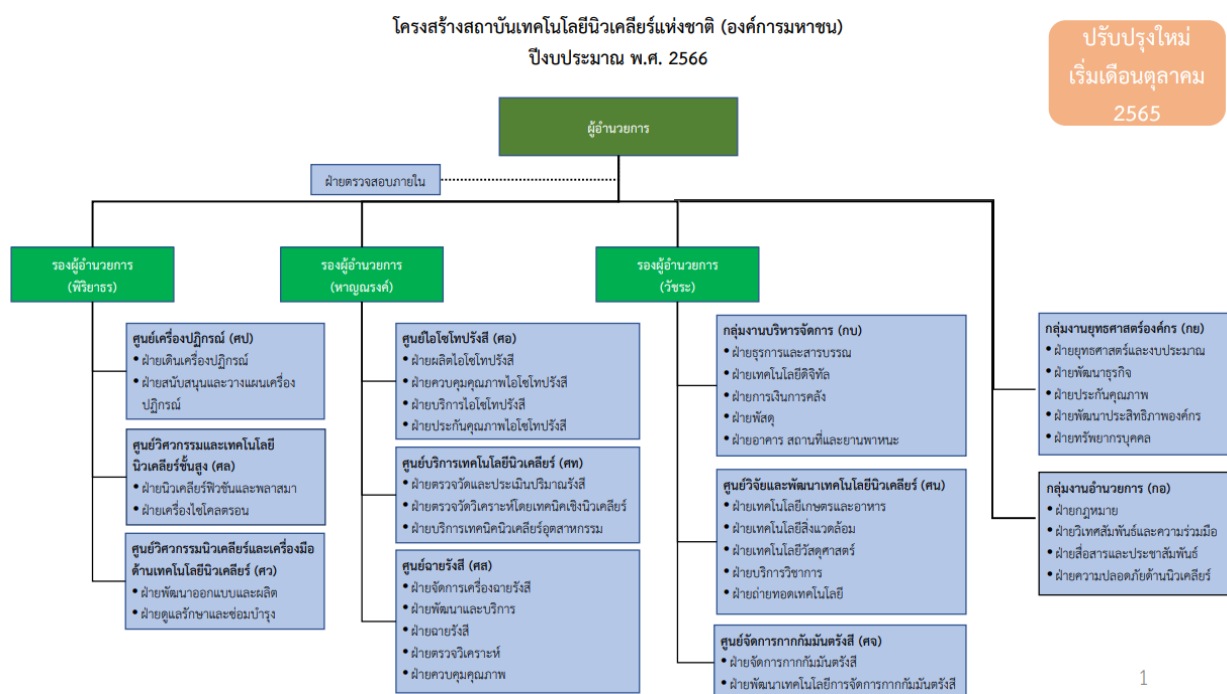 โครงสร้างสถาบันเทคโนโลยีนิวเคลียร์แห่งชาติ (องค์การมหาชน)
ปีงบประมาณ พ.ศ. 2566
ปรับปรุงใหม่
เริ่มเดือนตุลาคม
2565
ผู้อำนวยการ
ฝ่ายตรวจสอบภายใน
รองผู้อำนวยการ
(พิริยาธร)
ศูนย์เครื่องปฏิกรณ์ (ศป)
• ฝ่ายเดินเครื่องปฏิกรณ์
• ฝ่ายสนับสนุนและวางแผนเครื่อง
ปฏิกรณ์
ศูนย์วิศวกรรมและเทคโนโลยี
นิวเคลียร์ขั้นสูง (ศล)
• ฝ่ายนิวเคลียร์ฟิวชันและพลาสมา
• ฝ่ายเครื่องไซโคลตรอน
ศูนย์วิศวกรรมนิวเคลียร์และเครื่องมือ
ด้านเทคโนโลยีนิวเคลียร์ (ศว)
• ฝ่ายพัฒนาออกแบบและผลิต
• ฝ่ายดูแลรักษาและซ่อมบำรุง
รองผู้อำนวยการ
(หาญณรงค์)
ศูนย์ไอโซโทปรังสี (ศอ)
• ฝ่ายผลิตไอโซโทปรังสี
• ฝ่ายควบคุมคุณภาพไอโซโทปรังสี
• ฝ่ายบริการไอโซโทปรังสี
• ฝ่ายประกันคุณภาพไอโซโทปรังสี
ศูนย์บริการเทคโนโลยีนิวเคลียร์ (ศท)
• ฝ่ายตรวจวัดและประเมินปริมาณรังสี
• ฝ่ายตรวจวัดวิเคราะห์โดยเทคนิคเชิงนิวเคลียร์
• ฝ่ายบริการเทคนิคนิวเคลียร์อุตสาหกรรม
ศูนย์ฉายรังสี (ศส)
• ฝ่ายจัดการเครื่องฉายรังสี
• ฝ่ายพัฒนาและบริการ
• ฝ่ายฉายรังสี
• ฝ่ายตรวจวิเคราะห์
• ฝ่ายควบคุมคุณภาพ
รองผู้อำนวยการ
(วัชระ)
กลุ่มงานบริหารจัดการ (กบ)
• ฝ่ายธุรการและสารบรรณ
• ฝ่ายเทคโนโลยีดิจิทัล
• ฝ่ายการเงินการคลัง
• ฝ่ายพัสดุ
• ฝ่ายอาคาร สถานที่และยานพาหนะ
ศูนย์วิจัยและพัฒนาเทคโนโลยีนิวเคลียร์ (ศน)
• ฝ่ายเทคโนโลยีเกษตรและอาหาร
• ฝ่ายเทคโนโลยีสิ่งแวดล้อม
• ฝ่ายเทคโนโลยีวัสดุศาสตร์
• ฝ่ายบริการวิชาการ
• ฝ่ายถ่ายทอดเทคโนโลยี
ศูนย์จัดการกากกัมมันตรังสี (ศจ)
• ฝ่ายจัดการกากกัมมันตรังสี
• ฝ่ายพัฒนาเทคโนโลยีการจัดการกากกัมมันตรังสี
กลุ่มงานยุทธศาสตร์องค์กร (กย)
• ฝ่ายยุทธศาสตร์และงบประมาณ
• ฝ่ายพัฒนาธุรกิจ
• ฝ่ายประกันคุณภาพ
• ฝ่ายพัฒนาประสิทธิภาพองค์กร
• ฝ่ายทรัพยากรบุคคล
กลุ่มงานอำนวยการ (กอ)
• ฝ่ายกฎหมาย
• ฝ่ายวิเทศสัมพันธ์และความร่วมมือ
• ฝ่ายสื่อสารและประชาสัมพันธ์
• ฝ่ายความปลอดภัยด้านนิวเคลียร์
1